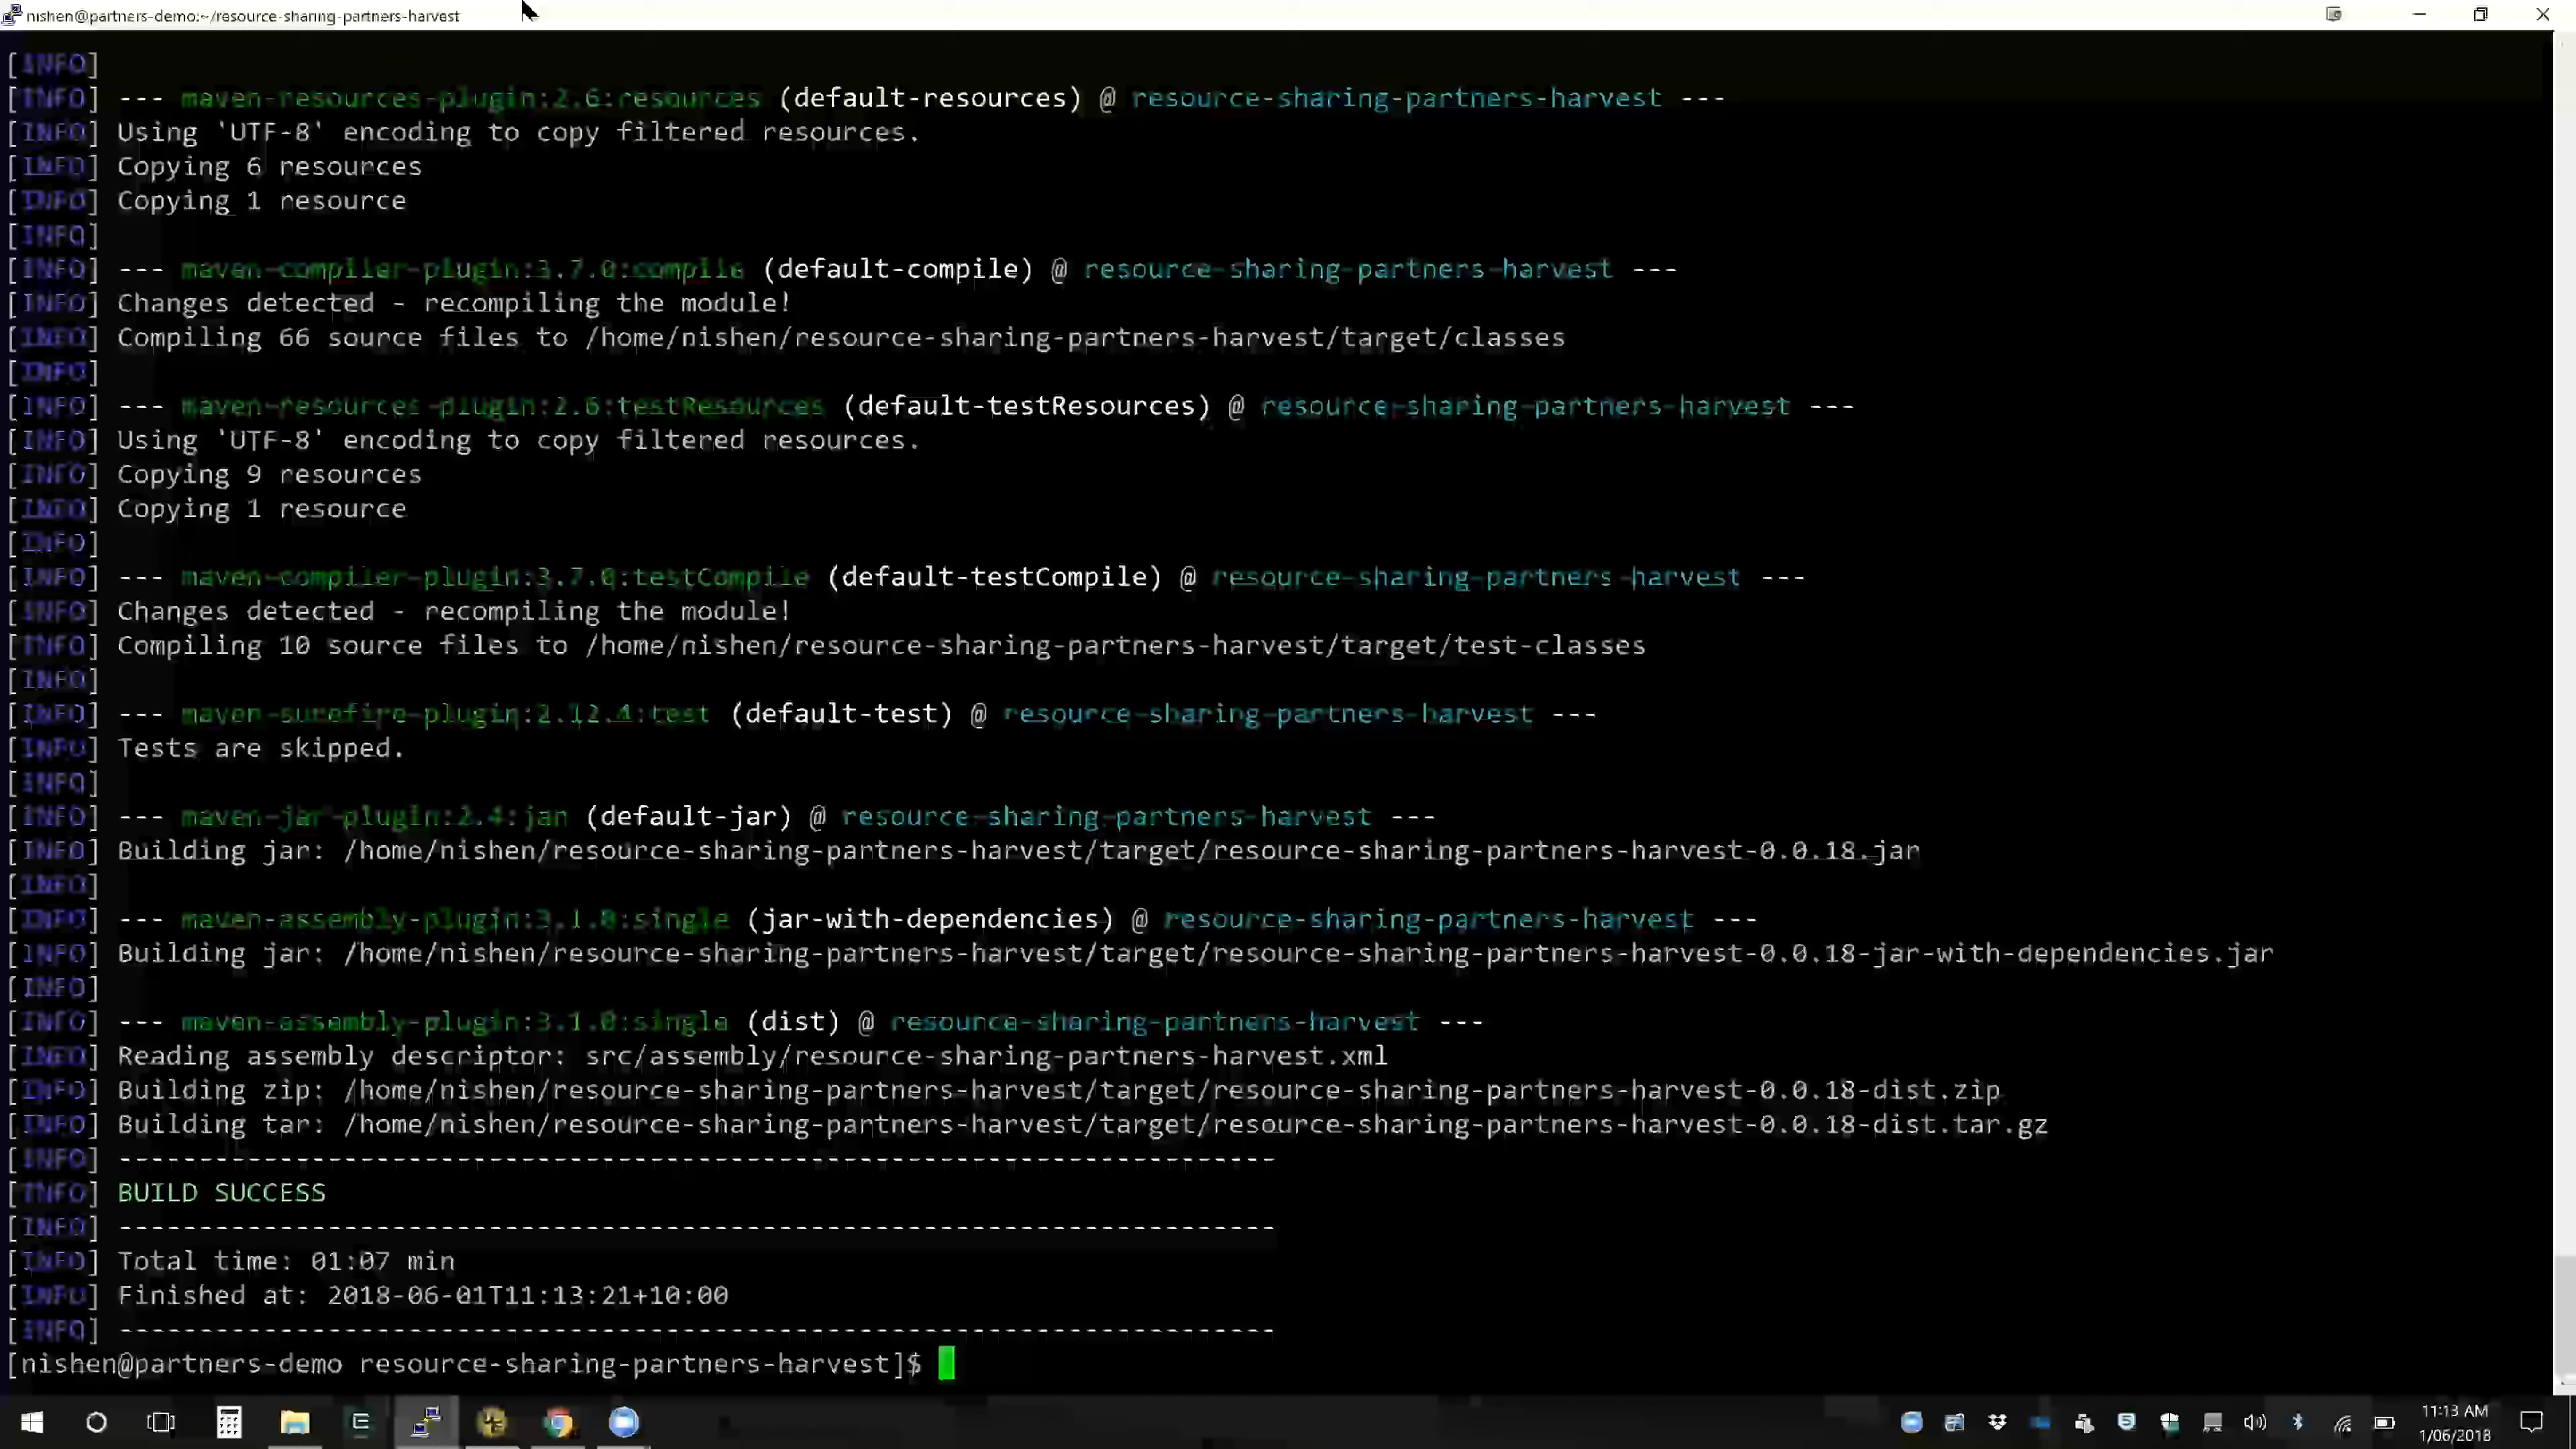 nishen@partners-demo:~/resource-sharing-partners-harvest
[INFO]
[INFO] --- maven-resources-plugin:2.6:resources (default-resources) @ resource-sharing-partners-harvest ---
[INFO] Using 'UTF-8' encoding to copy filtered resources.
[INFO] Copying 6 resources
[INFO] Copying 1 resource
[INFO]
[INFO] --- maven-compiler-plugin:3.7.0:compile (default-compile) @ resource-sharing-partners-harvest ---
[INFO] Changes detected - recompiling the module!
[INFO] Compiling 66 source files to /home/nishen/resource-sharing-partners-harvest/target/classes
[INFO]
[INFO] --- maven-resources-plugin:2.6:testResources (default-testResources) @ resource-sharing-partners-harvest ---
[INFO] Using 'UTF-8' encoding to copy filtered resources.
[INFO] Copying 9 resources
[INFO] Copying 1 resource
[INFO]
[INFO] --- maven-compiler-plugin:3.7.0:testCompile (default-testCompile) @ resource-sharing-partners-harvest ---
[INFO] Changes detected - recompiling the module!
[INFO] Compiling 10 source files to /home/nishen/resource-sharing-partners-harvest/target/test-classes
[INFO]
[INFO] --- maven-surefire-plugin:2.12.4:test (default-test) @ resource-sharing-partners-harvest ---
[INFO] Tests are skipped.
[INFO]
[INFO] --- maven-jar-plugin:2.4:jar (default-jar) @ resource-sharing-partners-harvest ---
[INFO] Building jar: /home/nishen/resource-sharing-partners-harvest/target/resource-sharing-partners-harvest-0.0.18.jar
[INFO]
[INFO] --- maven-assembly-plugin:3.1.0:single (jar-with-dependencies) @ resource-sharing-partners-harvest ---
[INFO] Building jar: /home/nishen/resource-sharing-partners-harvest/target/resource-sharing-partners-harvest-0.0.18-jar-with-dependencies.jar
[INFO]
[INFO] --- maven-assembly-plugin:3.1.0:single (dist) @ resource-sharing-partners-harvest ---
[INFO] Reading assembly descriptor: src/assembly/resource-sharing-partners-harvest.xml
[INFO] Building zip: /home/nishen/resource-sharing-partners-harvest/target/resource-sharing-partners-harvest-0.0.18-dist.zip
[INFO] Building tar: /home/nishen/resource-sharing-partners-harvest/target/resource-sharing-partners-harvest-0.0.18-dist.tar.gz
[INFO] ------------------------------------------------------------------------
[INFO] BUILD SUCCESS
[INFO] ------------------------------------------------------------------------
[INFO] Total time: 01:07 min
[INFO] Finished at: 2018-06-01T11:13:21+10:00
[INFO] ------------------------------------------------------------------------
[nishen@partners-demo resource-sharing-partners-harvest]$
11:13 AM
1/06/2018